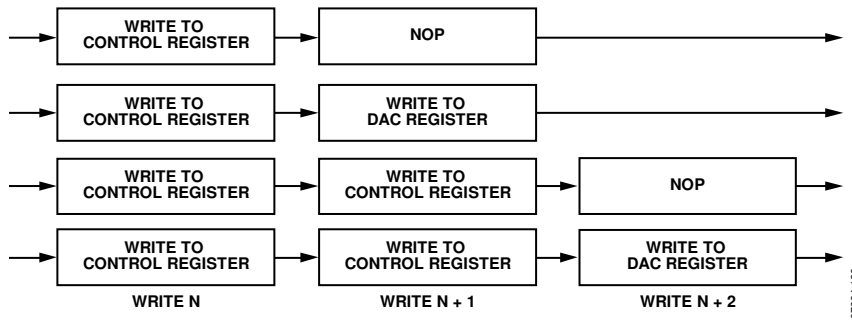 WRITE TO
CONTROL REGISTER
NOP
WRITE TO
CONTROL REGISTER
WRITE TO
DAC REGISTER
WRITE TO
CONTROL REGISTER
WRITE TO
CONTROL REGISTER
NOP
WRITE TO
CONTROL REGISTER
WRITE TO
CONTROL REGISTER
WRITE TO
DAC REGISTER
WRITE N
WRITE N + 1
WRITE N + 2